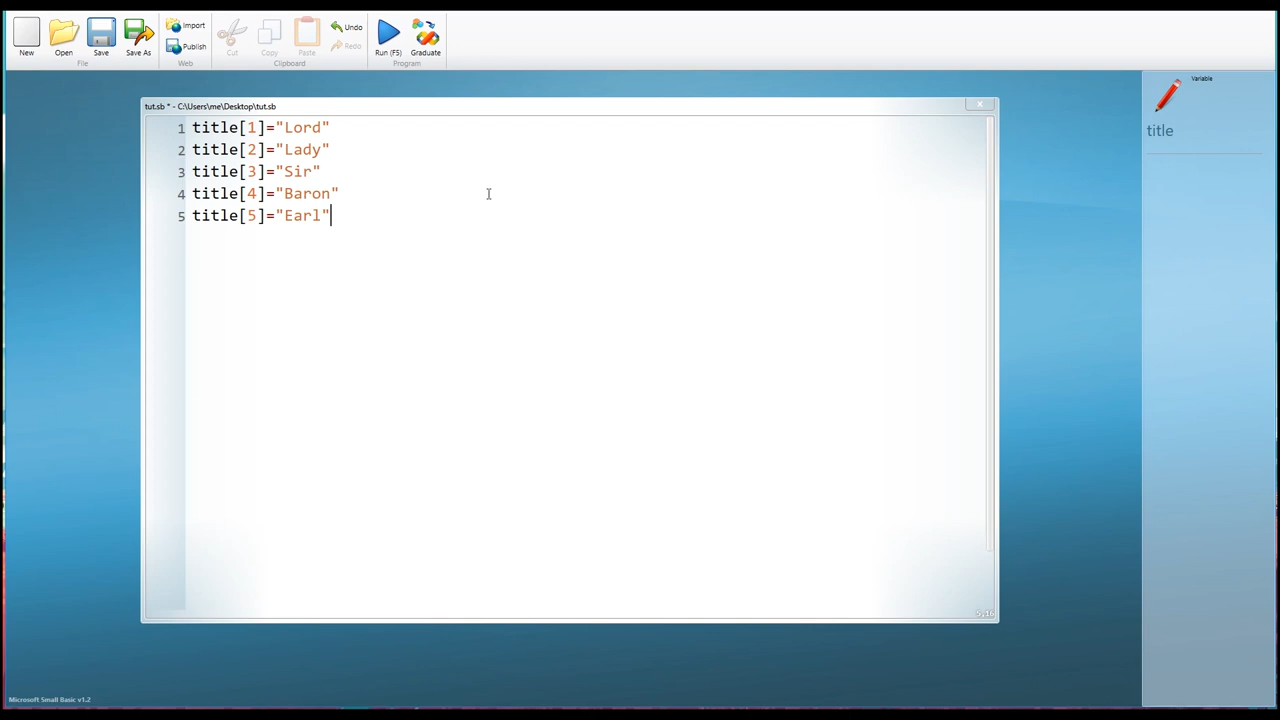 New
Open
Save
Save As
File
Import
Publish
Web
Cut
Copy
Paste
Undo
Redo
Clipboard
Run (F5)
Graduate
Program
Variable
title
tut.sb * - C:\Users\me\Desktop\tut.sb
x
1 title[1]="Lord"
2 title[2]="Lady"
3 title[3]="Sir"
4 title[4]="Baron"
5 title[5]="Earl"
5,16
Microsoft Small Basic v1.2